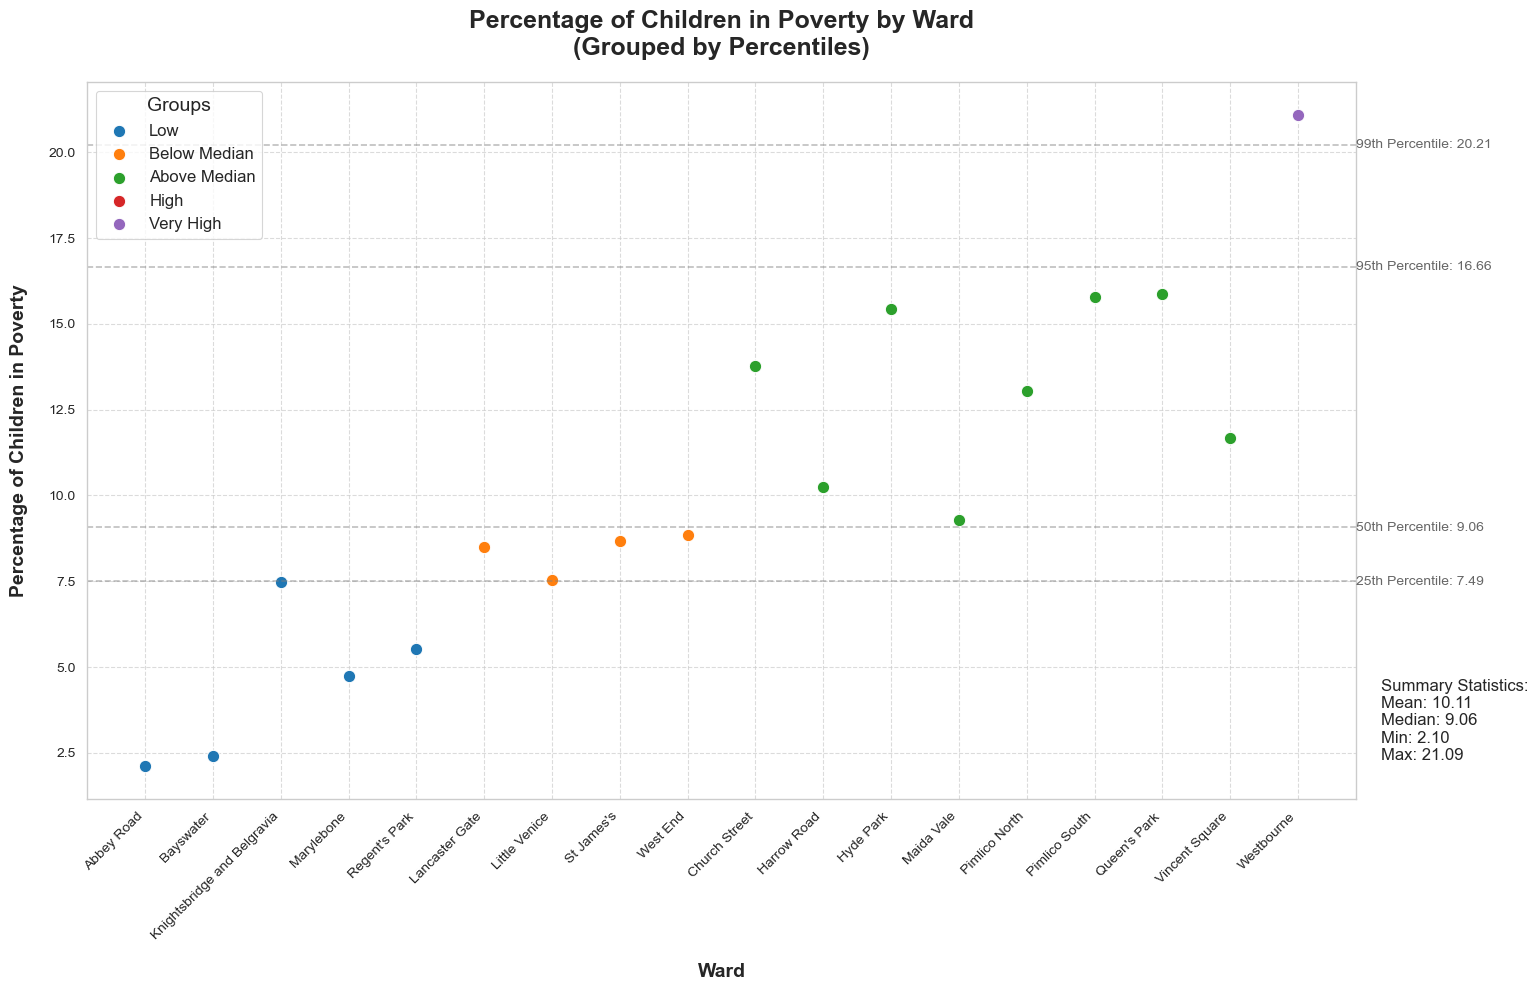 Percentage of Children in Poverty by Ward
(Grouped by Percentiles)
Groups
Low
Below Median
Above Median
High
Very High
Percentage of Children in Poverty
20.0
17.5
15.0
12.5
10.0
7.5
5.0
2.5
99th Percentile: 20.21
95th Percentile: 16.66
50th Percentile: 9.06
25th Percentile: 7.49
Summary Statistics:
Mean: 10.11
Median: 9.06
Min: 2.10
Max: 21.09
Abbey Road
Bayswater
Knightsbridge and Belgravia
Marylebone
Regent's Park
Lancaster Gate
Little Venice
St James's
West End
Church Street
Harrow Road
Hyde Park
Maida Vale
Pimlico North
Pimlico South
Queen's Park
Vincent Square
Westbourne
Ward